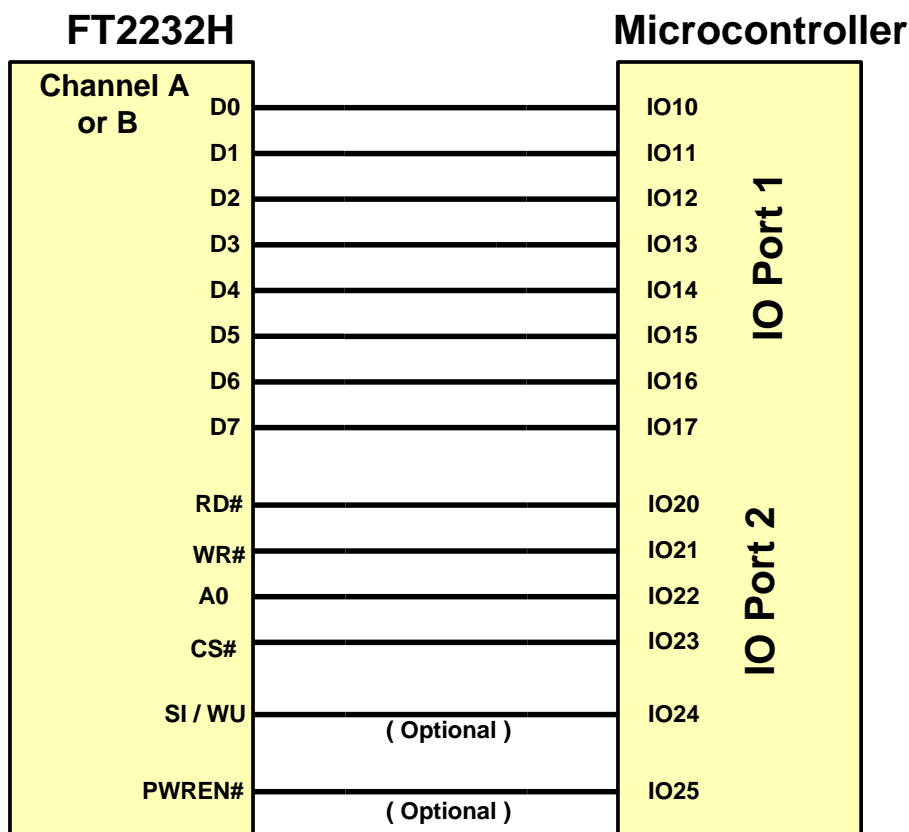 FT2232H
Microcontroller
Channel A
or B
D0
IO10
D1
IO11
D2
IO12
D3
IO13
D4
IO14
D5
IO15
D6
IO16
D7
IO17
IO Port 1
RD#
IO20
WR#
IO21
A0
IO22
CS#
IO23
IO Port 2
SI / WU
IO24
( Optional )
PWREN#
IO25
( Optional )